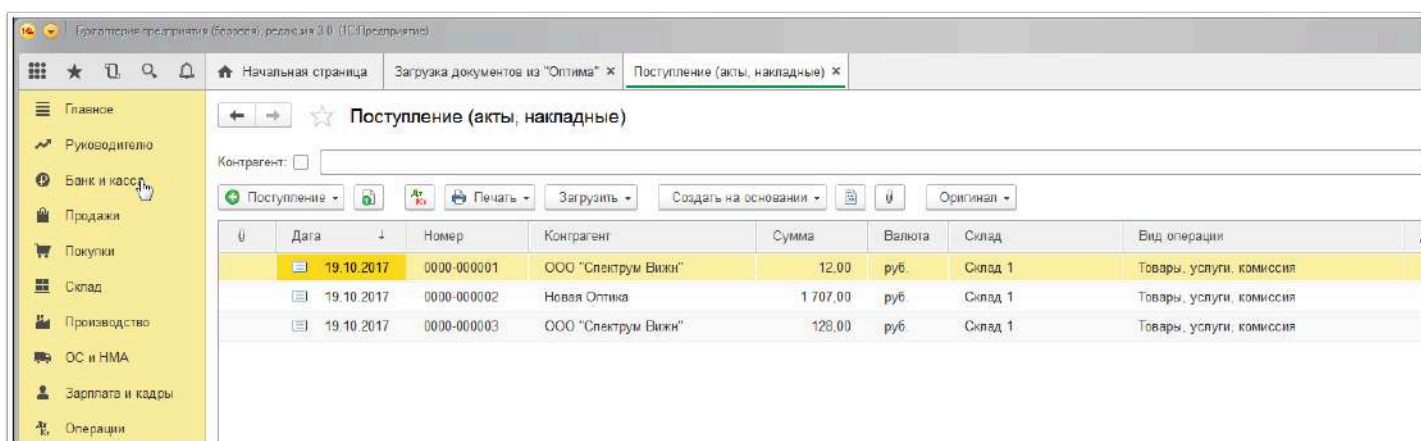 Бухгалтерия предприятия (базовая), редакция 3.0 (1С:Предприятие)
Начальная страница Загрузка документов из "Оптима" × Поступление (акты, накладные) ×
Главное
Руководителю
Банк и касса
Продажи
Покупки
Склад
Производство
ОС и НМА
Зарплата и кадры
Операции
Поступление (акты, накладные)
Контрагент:
Поступление Дт Кт Печать Загрузить Создать на основании Оригинал
Дата ↓ Номер Контрагент Сумма Валюта Склад Вид операции
19.10.2017 0000-000001 ООО "Спектрум Вижн" 12,00 руб. Склад 1 Товары, услуги, комиссия
19.10.2017 0000-000002 Новая Оптика 1 707,00 руб. Склад 1 Товары, услуги, комиссия
19.10.2017 0000-000003 ООО "Спектрум Вижн" 128,00 руб. Склад 1 Товары, услуги, комиссия